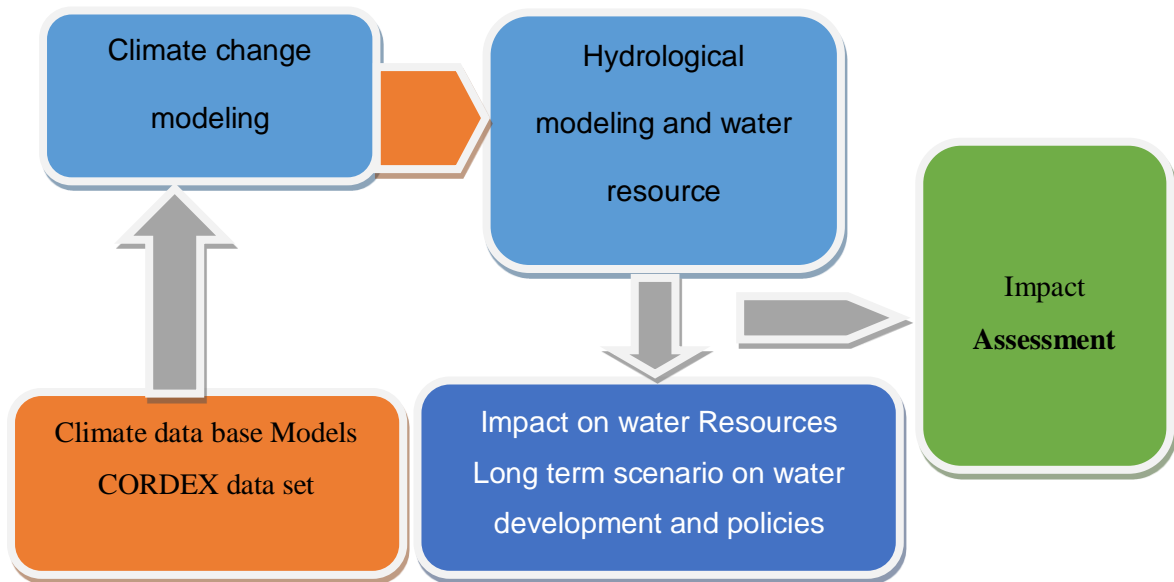 Climate change
modeling
Hydrological
modeling and water
resource
Impact
Assessment
Climate data base Models
CORDEX data set
Impact on water Resources
Long term scenario on water
development and policies